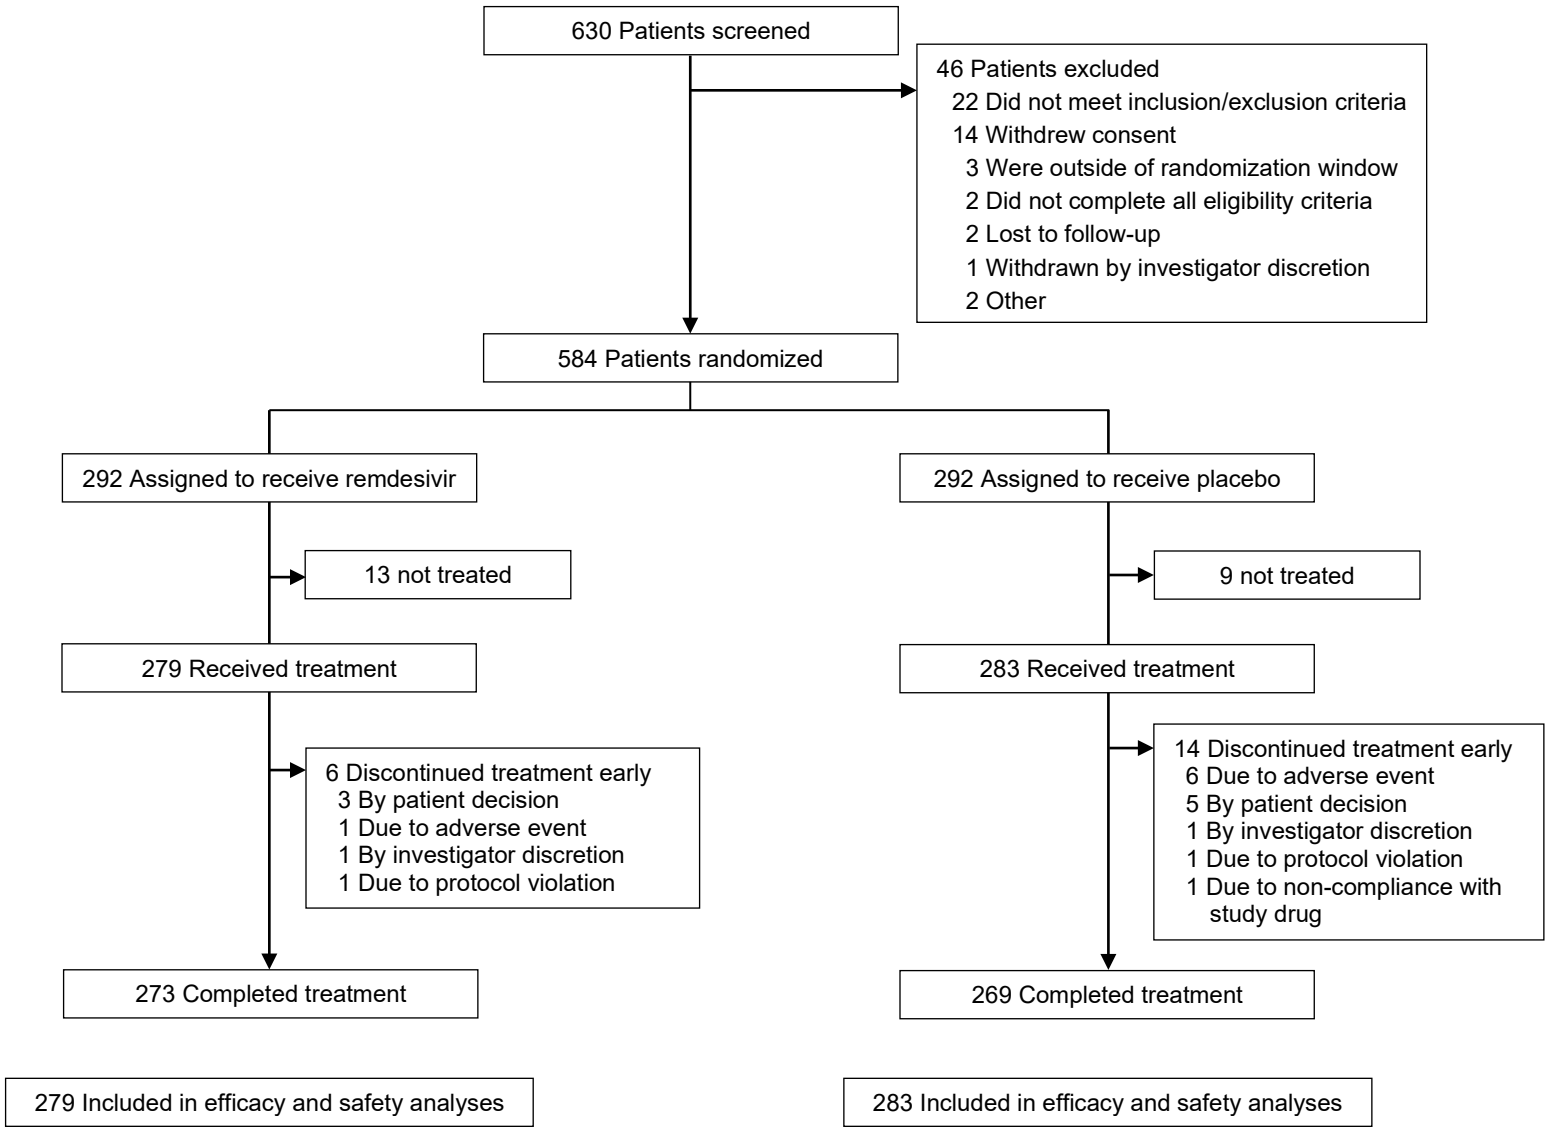 630 Patients screened
46 Patients excluded
22 Did not meet inclusion/exclusion criteria
14 Withdrew consent
3 Were outside of randomization window
2 Did not complete all eligibility criteria
2 Lost to follow-up
1 Withdrawn by investigator discretion
2 Other
584 Patients randomized
292 Assigned to receive remdesivir
292 Assigned to receive placebo
13 not treated
9 not treated
279 Received treatment
283 Received treatment
6 Discontinued treatment early
3 By patient decision
1 Due to adverse event
1 By investigator discretion
1 Due to protocol violation
14 Discontinued treatment early
6 Due to adverse event
5 By patient decision
1 By investigator discretion
1 Due to protocol violation
1 Due to non-compliance with
study drug
273 Completed treatment
269 Completed treatment
279 Included in efficacy and safety analyses
283 Included in efficacy and safety analyses